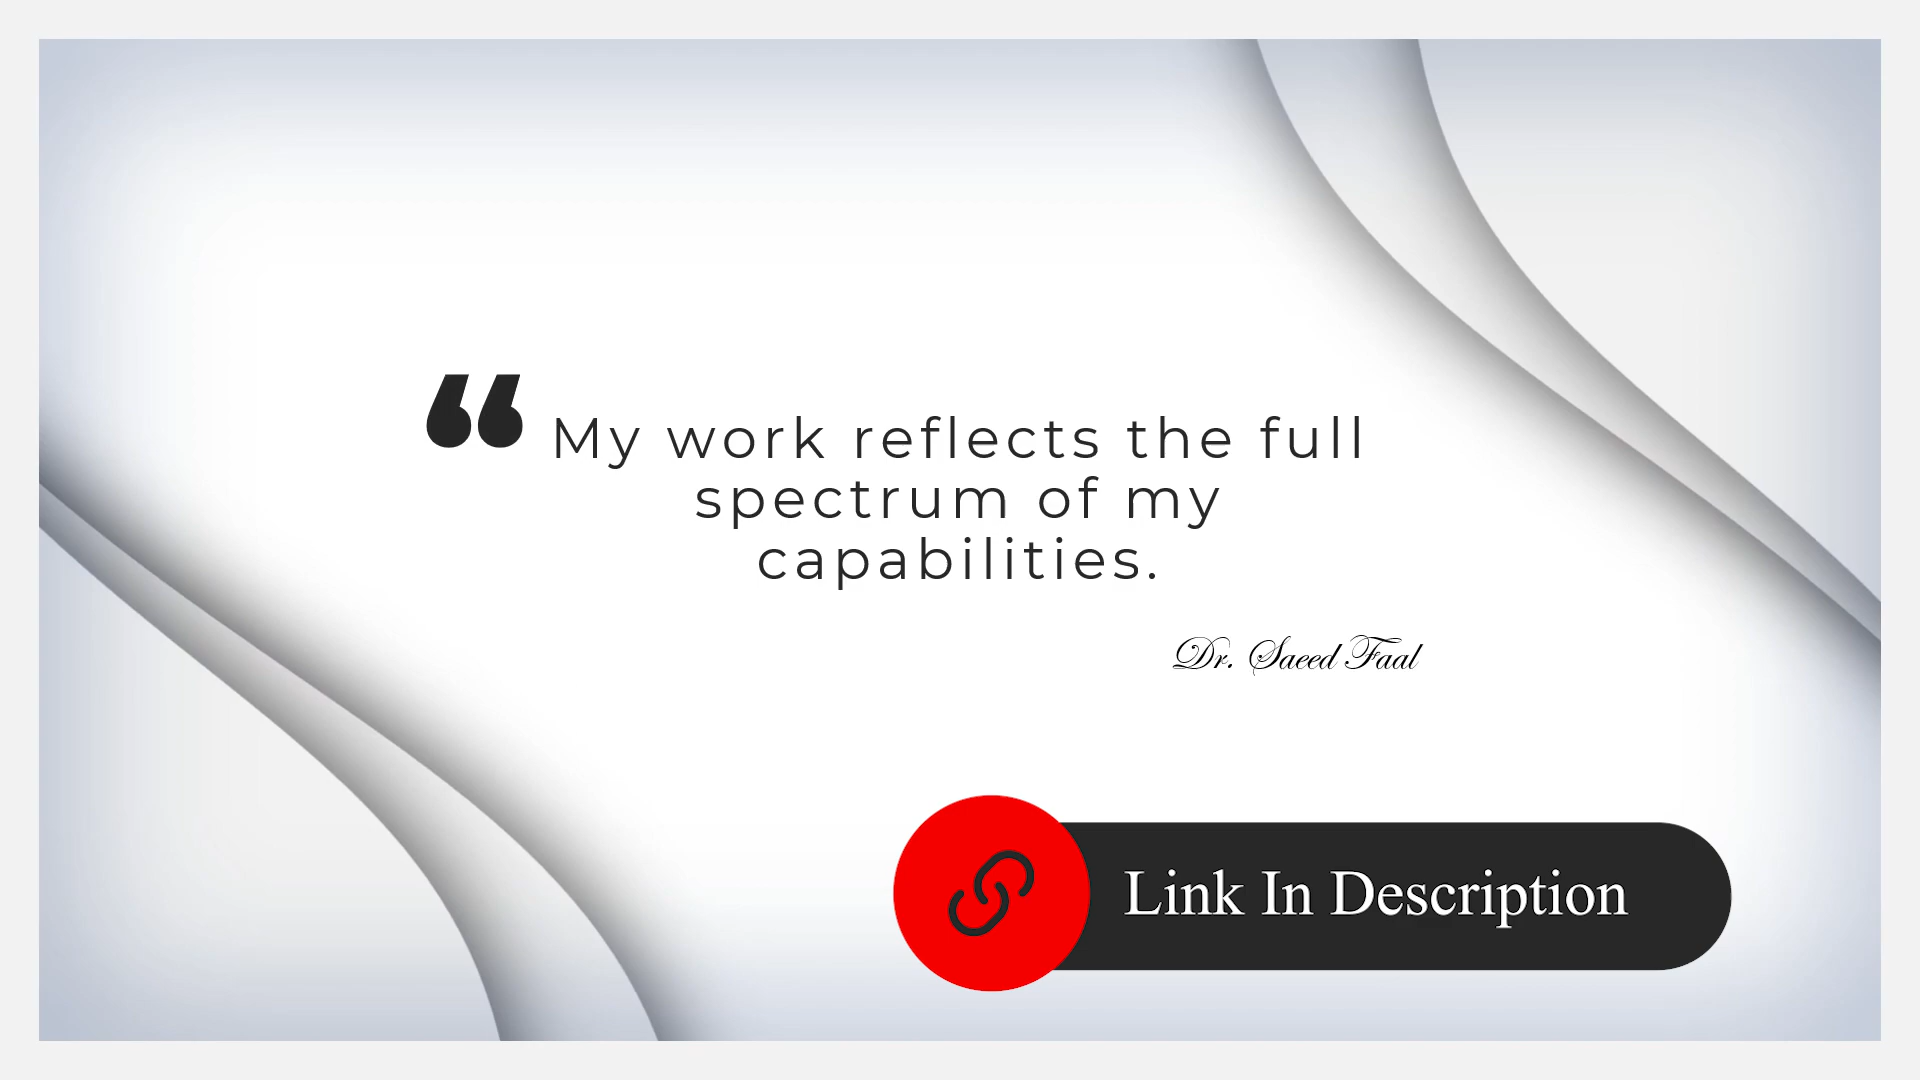 “ My work reflects the full
spectrum of my
capabilities.
Dr. Saeed Faal
Link In Description